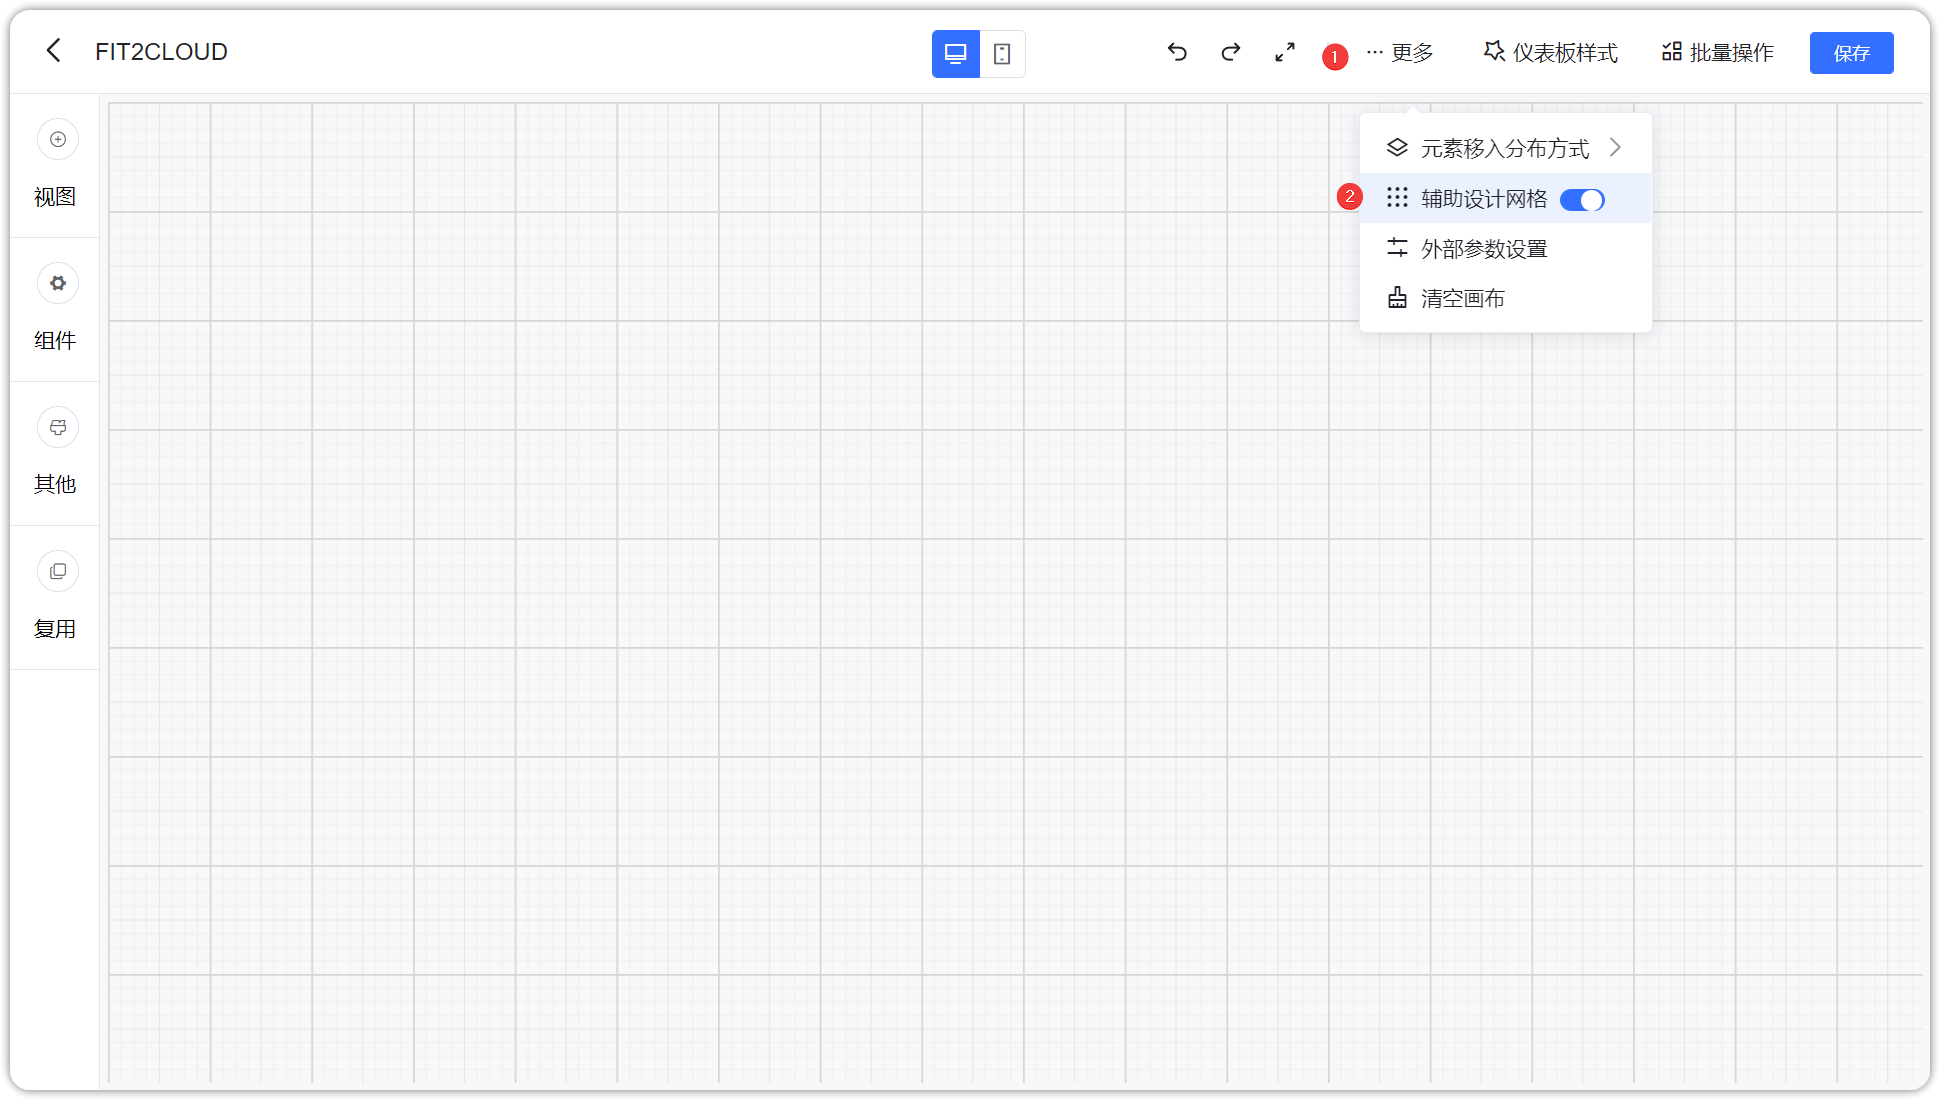 FIT2CLOUD
1
··· 更多
仪表板样式
批量操作
保存
视图
组件
其他
复用
元素移入分布方式
2
辅助设计网格
外部参数设置
清空画布